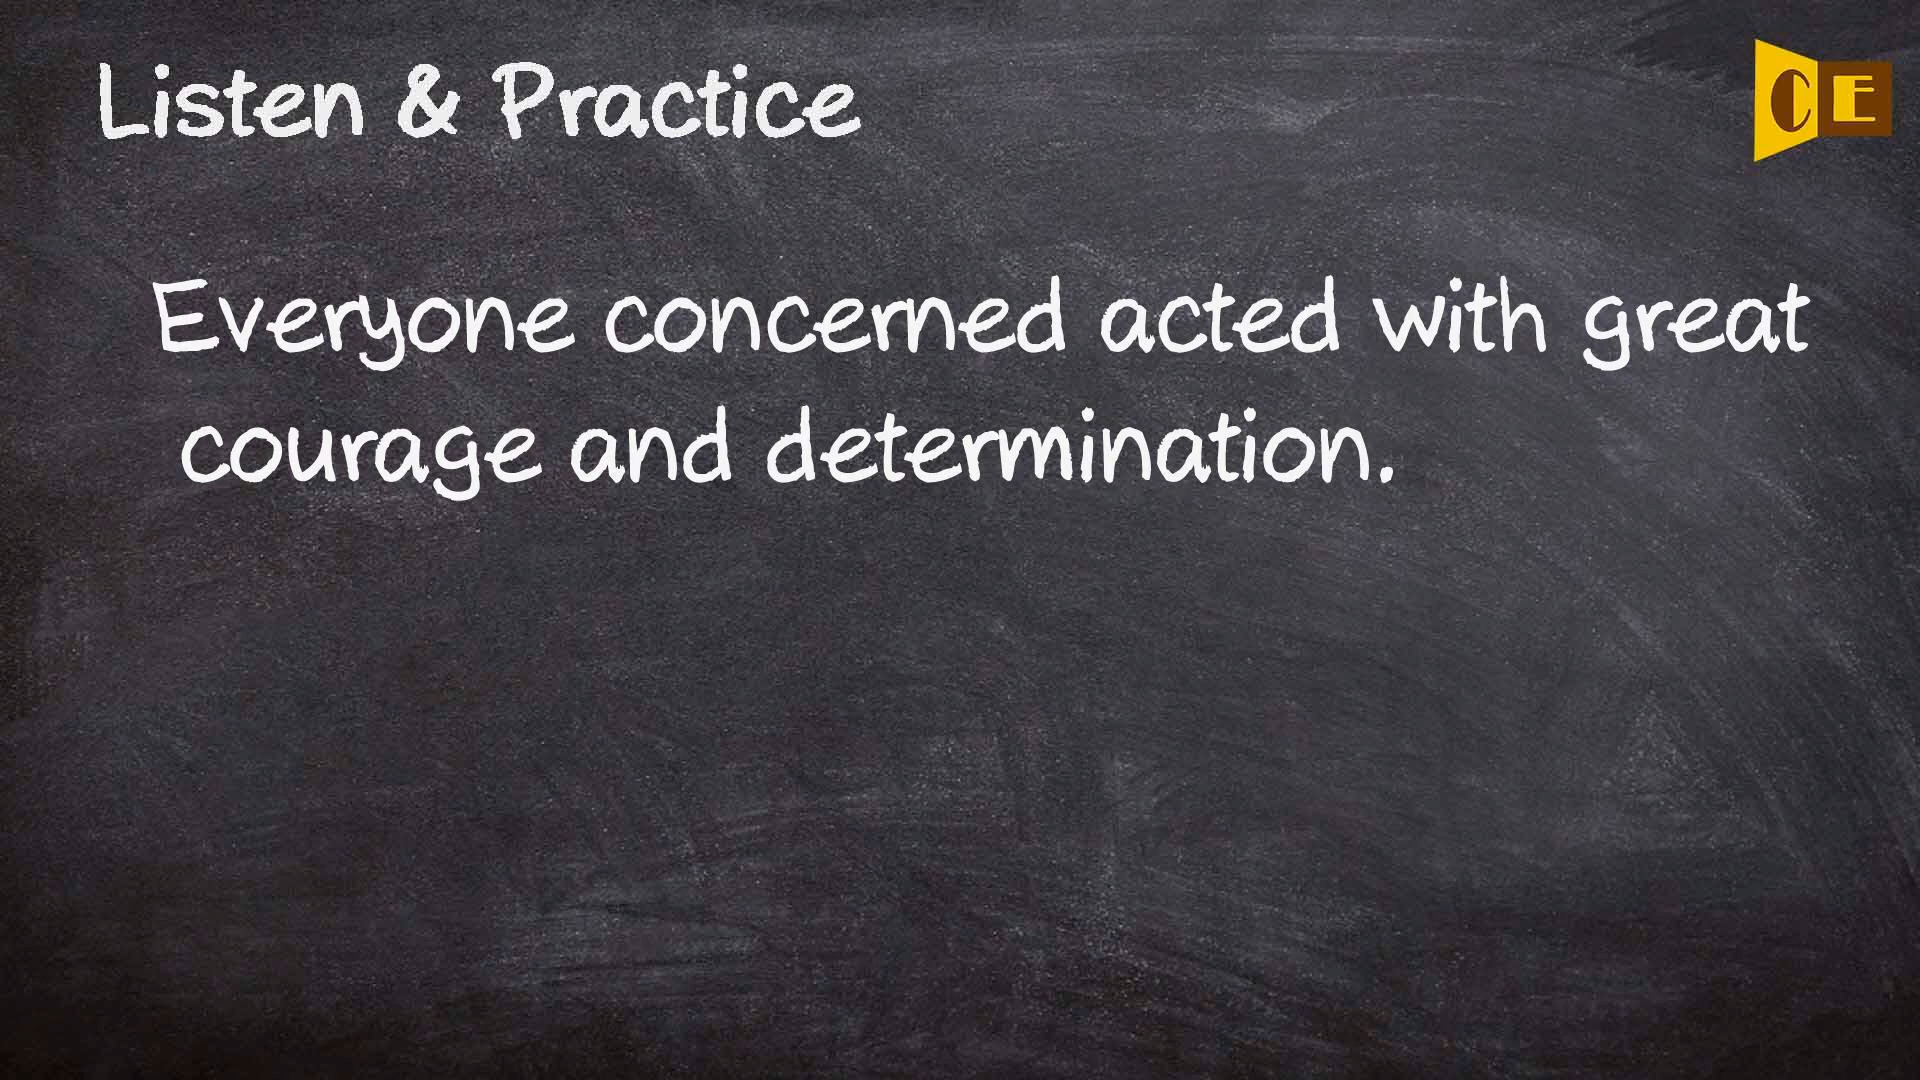 Listen & Practice
CE
Everyone concerned acted with great
courage and determination.